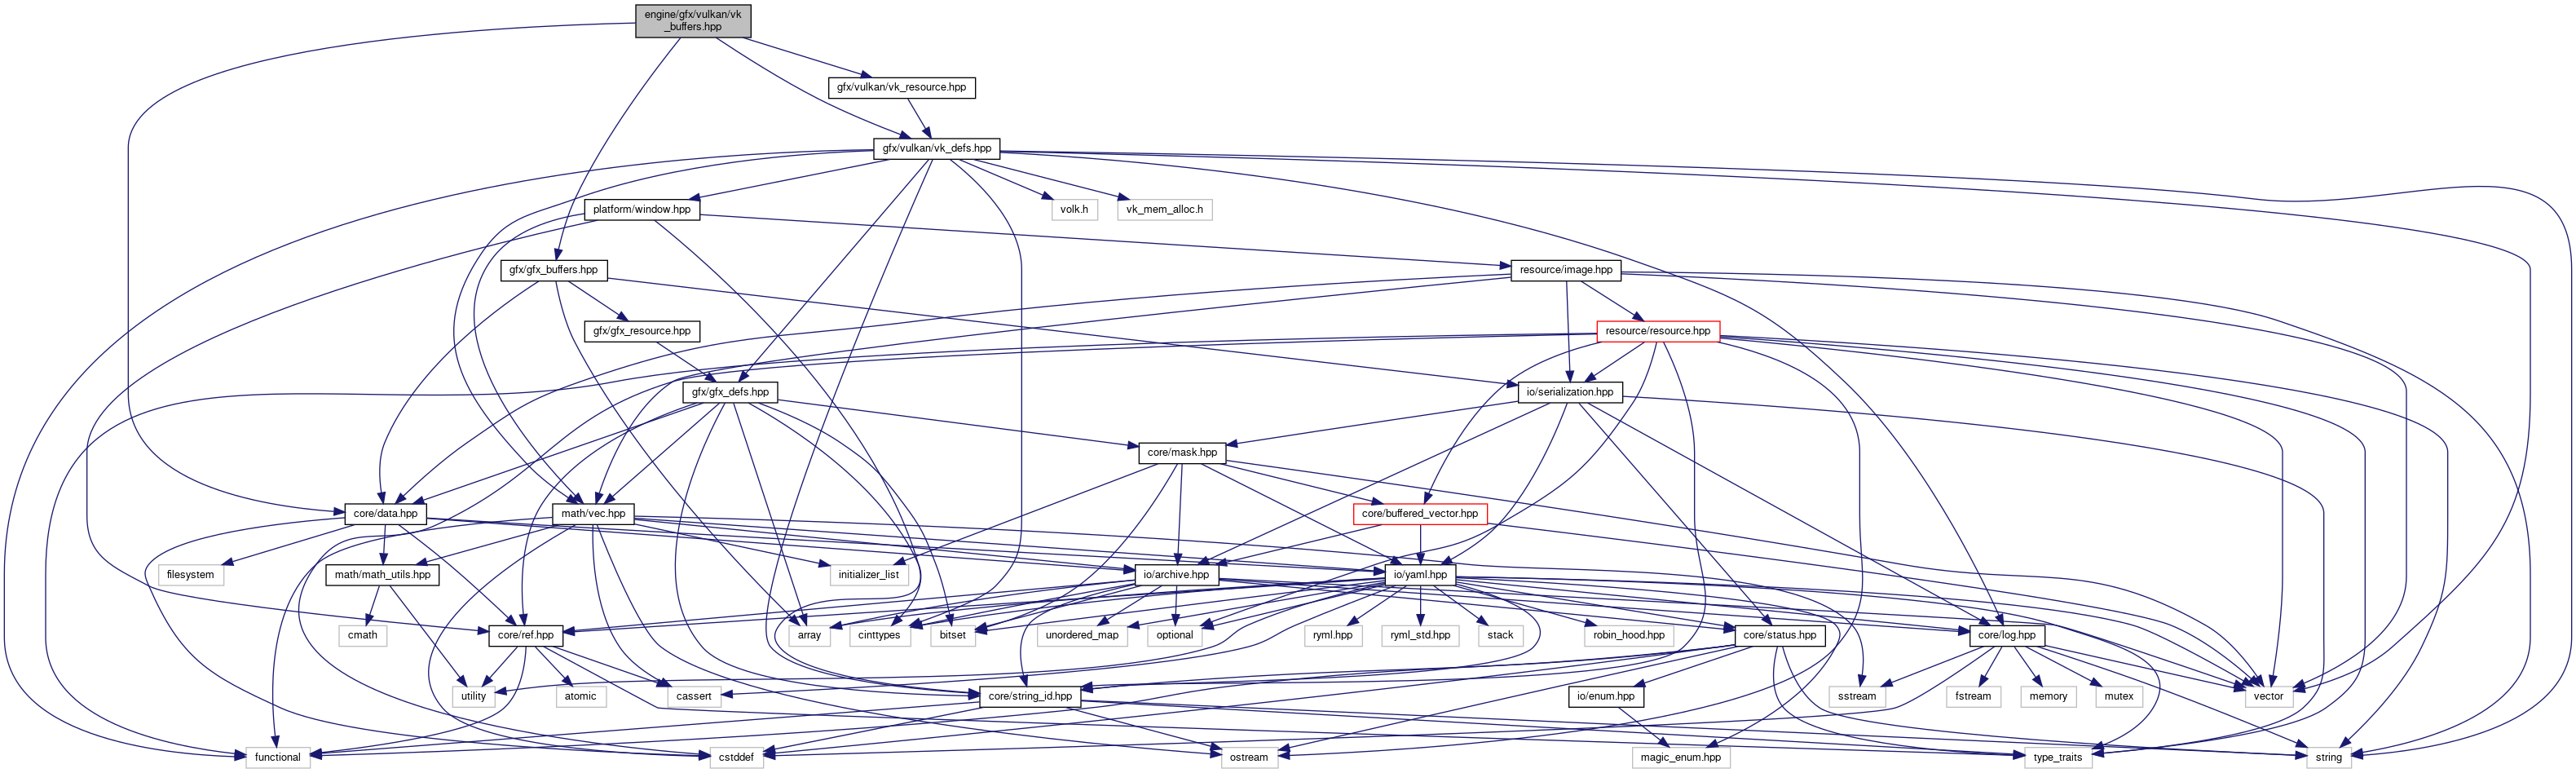 engine/gfx/vulkan/vk
_buffers.hpp
gfx/vulkan/vk_resource.hpp
gfx/vulkan/vk_defs.hpp
platform/window.hpp
volk.h
vk_mem_alloc.h
gfx/gfx_buffers.hpp
resource/image.hpp
gfx/gfx_resource.hpp
resource/resource.hpp
gfx/gfx_defs.hpp
io/serialization.hpp
core/mask.hpp
core/data.hpp
math/vec.hpp
core/buffered_vector.hpp
filesystem
math/math_utils.hpp
initializer_list
io/archive.hpp
io/yaml.hpp
cmath
core/ref.hpp
array
cinttypes
bitset
unordered_map
optional
ryml.hpp
ryml_std.hpp
stack
robin_hood.hpp
core/status.hpp
core/log.hpp
utility
atomic
cassert
core/string_id.hpp
io/enum.hpp
sstream
fstream
memory
mutex
vector
functional
cstddef
ostream
magic_enum.hpp
type_traits
string